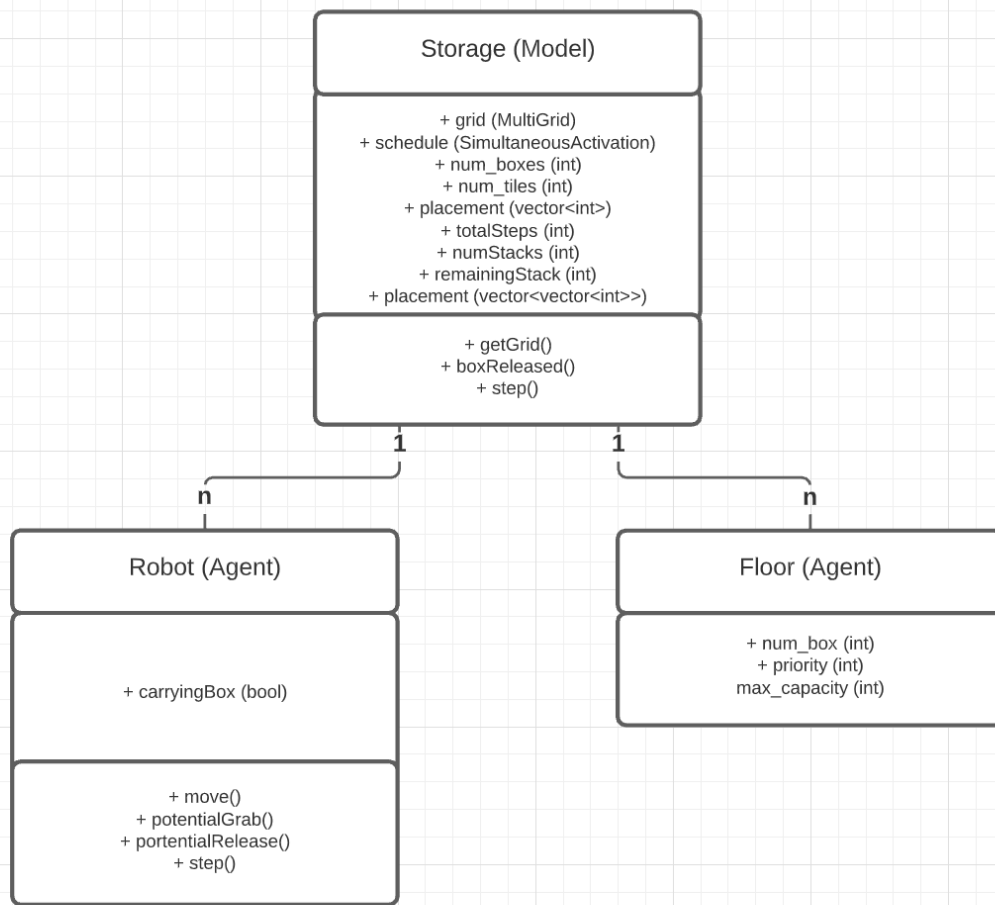 Storage (Model)
+ grid (MultiGrid)
+ schedule (SimultaneousActivation)
+ num_boxes (int)
+ num_tiles (int)
+ placement (vector<int>)
+ totalSteps (int)
+ numStacks (int)
+ remainingStack (int)
+ placement (vector<vector<int>>)
+ getGrid()
+ boxReleased()
+ step()
1
1
n
n
Robot (Agent)
+ carryingBox (bool)
+ move()
+ potentialGrab()
+ portentialRelease()
+ step()
Floor (Agent)
+ num_box (int)
+ priority (int)
max_capacity (int)